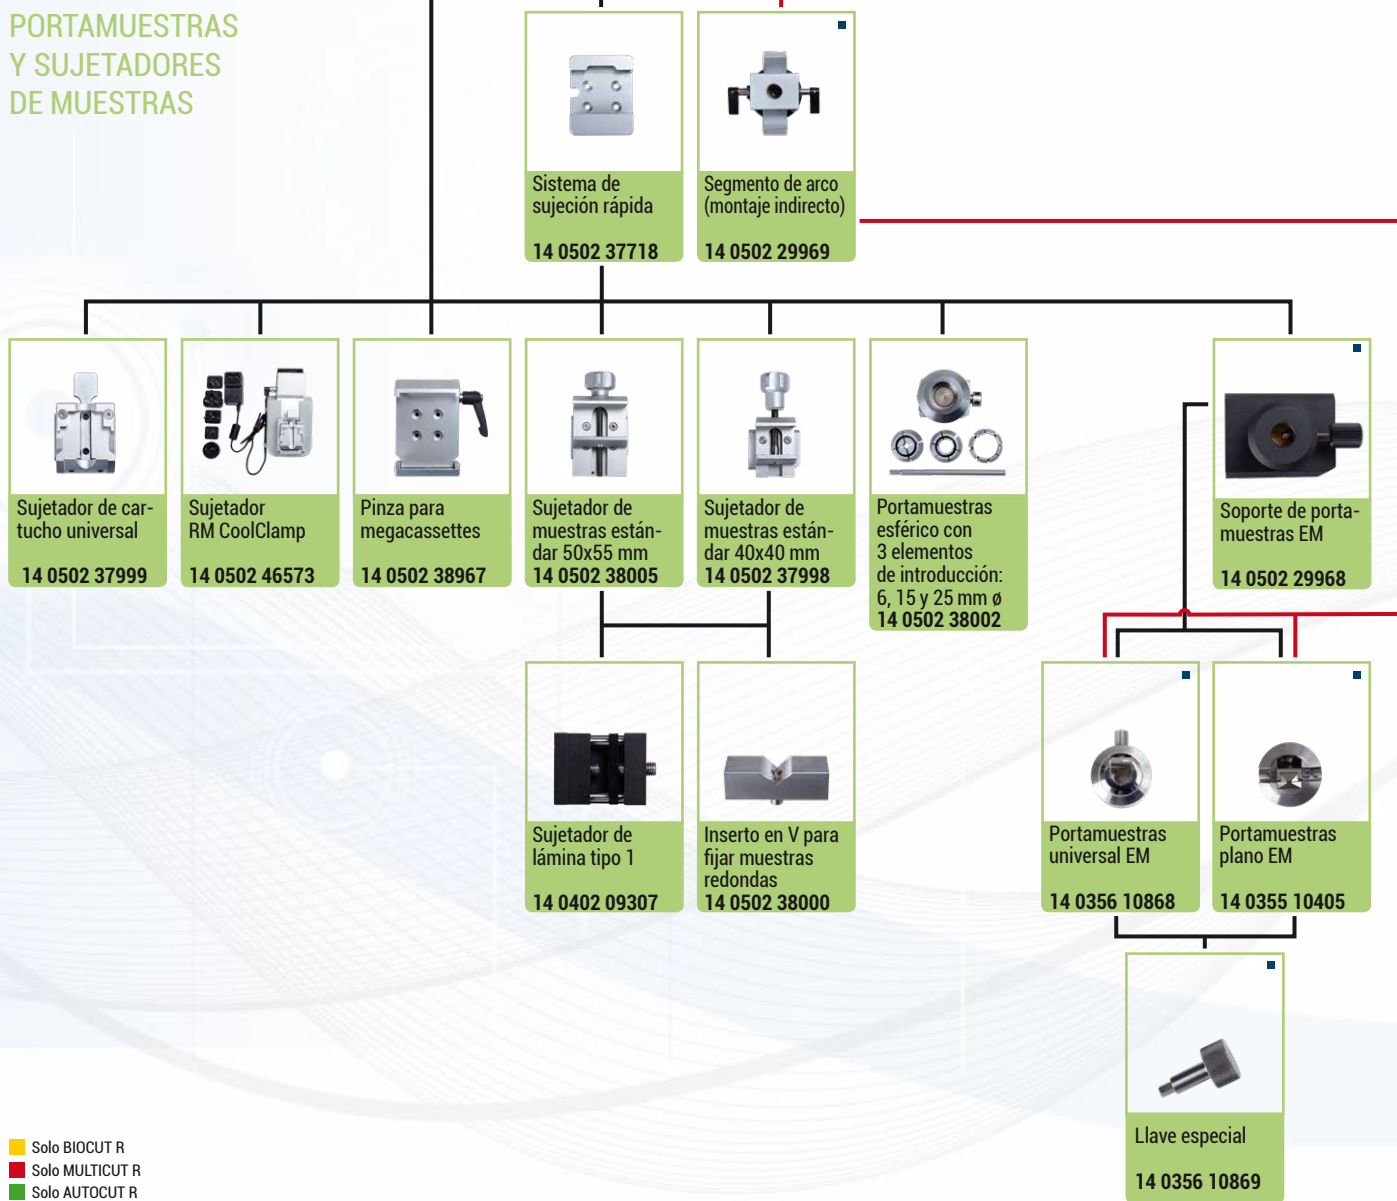 PORTAMUESTRAS
Y SUJETADORES
DE MUESTRAS
Sistema de
sujeción rápida
14 0502 37718
Segmento de arco
(montaje indirecto)
14 0502 29969
Sujetador de car-
tucho universal
14 0502 37999
Sujetador
RM CoolClamp
14 0502 46573
Pinza para
megacassettes
14 0502 38967
Sujetador de
muestras están-
dar 50x55 mm
14 0502 38005
Sujetador de
muestras están-
dar 40x40 mm
14 0502 37998
Portamuestras
esférico con
3 elementos
de introducción:
6, 15 y 25 mm ø
14 0502 38002
Soporte de porta-
muestras EM
14 0502 29968
Sujetador de
lámina tipo 1
14 0402 09307
Inserto en V para
fijar muestras
redondas
14 0502 38000
Portamuestras
universal EM
14 0356 10868
Portamuestras
plano EM
14 0355 10405
Llave especial
14 0356 10869
Solo BIOCUT R
Solo MULTICUT R
Solo AUTOCUT R